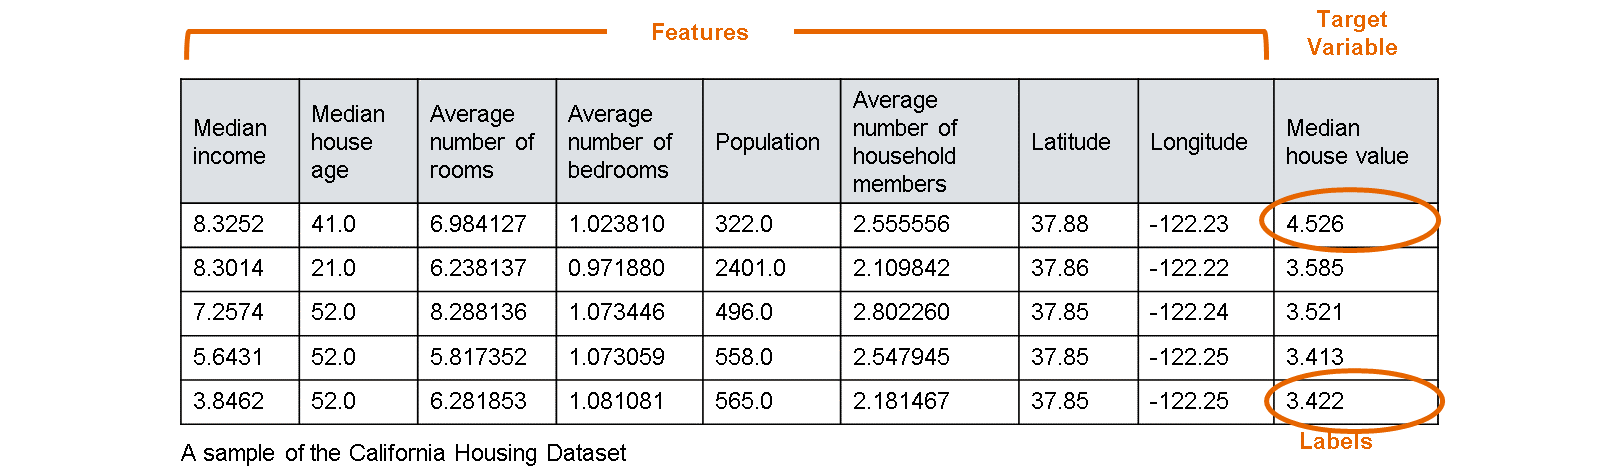 Features
Target
Variable
Median
income
Median
house
age
Average
number of
rooms
Average
number of
bedrooms
Population
Average
number of
household
members
Latitude
Longitude
Median
house value
8.3252 41.0 6.984127 1.023810 322.0 2.555556 37.88 -122.23 4.526
8.3014 21.0 6.238137 0.971880 2401.0 2.109842 37.86 -122.22 3.585
7.2574 52.0 8.288136 1.073446 496.0 2.802260 37.85 -122.24 3.521
5.6431 52.0 5.817352 1.073059 558.0 2.547945 37.85 -122.25 3.413
3.8462 52.0 6.281853 1.081081 565.0 2.181467 37.85 -122.25 3.422
Labels
A sample of the California Housing Dataset